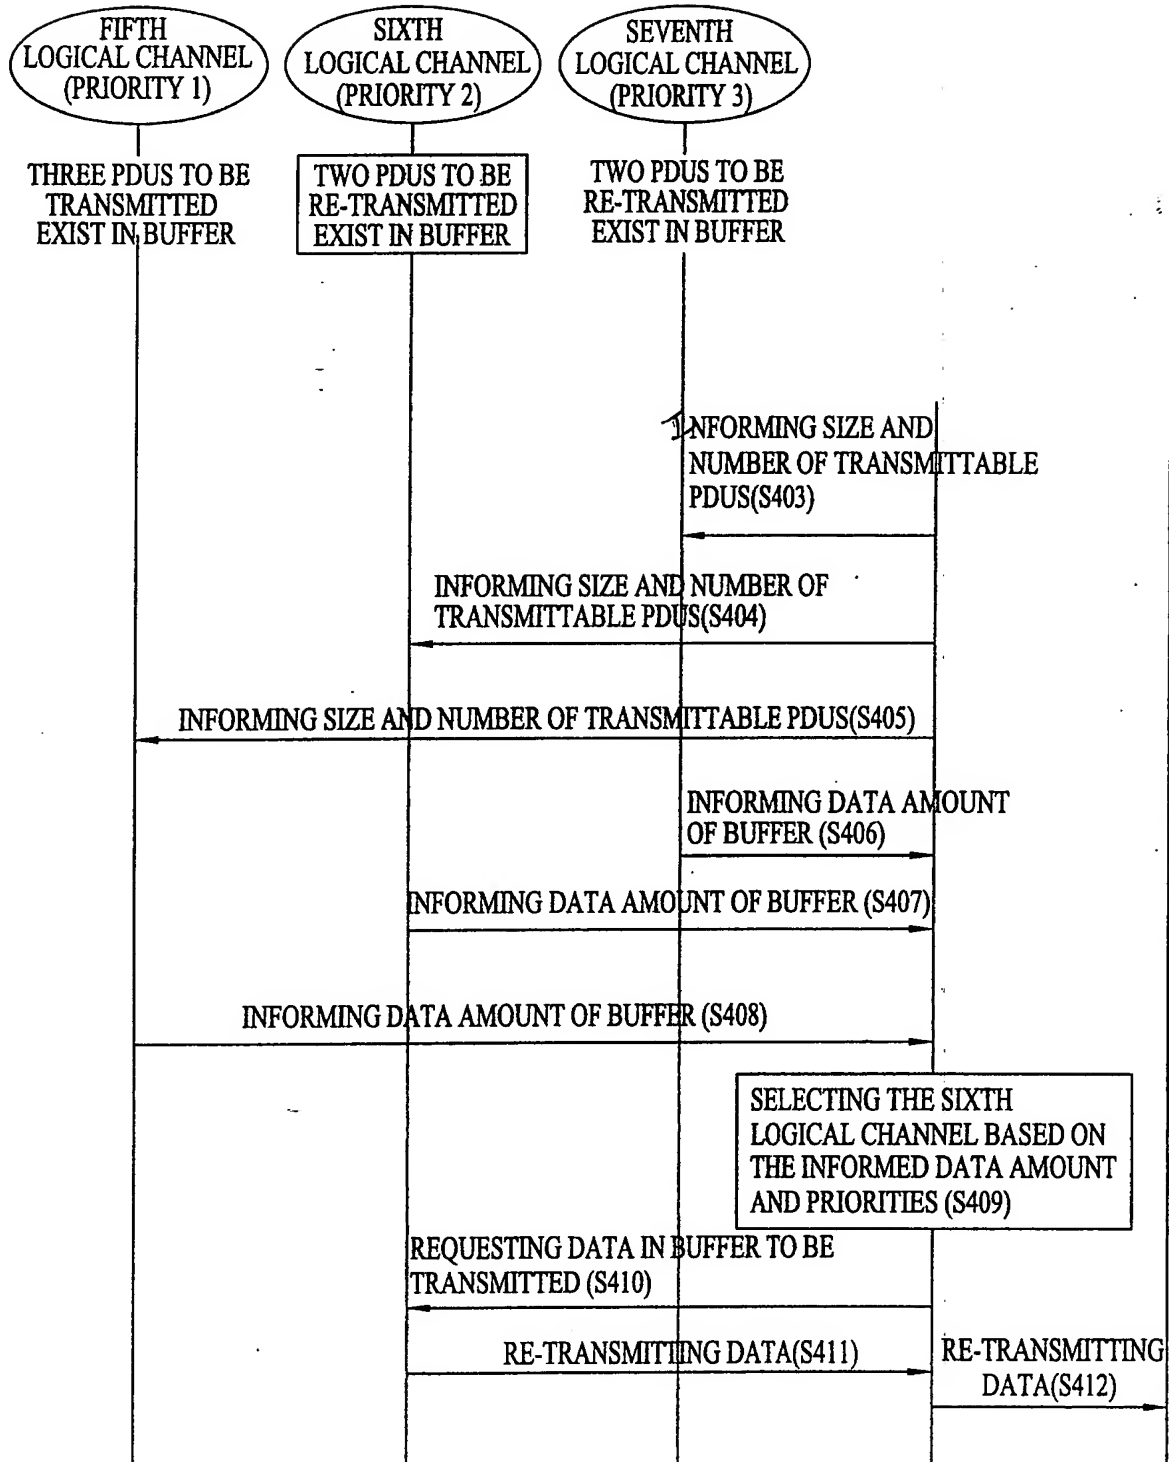 FIFTH
LOGICAL CHANNEL
(PRIORITY 1)
SIXTH
LOGICAL CHANNEL
(PRIORITY 2)
SEVENTH
LOGICAL CHANNEL
(PRIORITY 3)
THREE PDUS TO BE
TRANSMITTED
EXIST IN BUFFER
TWO PDUS TO BE
RE-TRANSMITTED
EXIST IN BUFFER
TWO PDUS TO BE
RE-TRANSMITTED
EXIST IN BUFFER
INFORMING SIZE AND
NUMBER OF TRANSMITTABLE
PDUS(S403)
INFORMING SIZE AND NUMBER OF
TRANSMITTABLE PDUS(S404)
INFORMING SIZE AND NUMBER OF TRANSMITTABLE PDUS(S405)
INFORMING DATA AMOUNT
OF BUFFER (S406)
INFORMING DATA AMOUNT OF BUFFER (S407)
INFORMING DATA AMOUNT OF BUFFER (S408)
SELECTING THE SIXTH
LOGICAL CHANNEL BASED ON
THE INFORMED DATA AMOUNT
AND PRIORITIES (S409)
REQUESTING DATA IN BUFFER TO BE
TRANSMITTED (S410)
RE-TRANSMITTING DATA(S411)
RE-TRANSMITTING
DATA(S412)